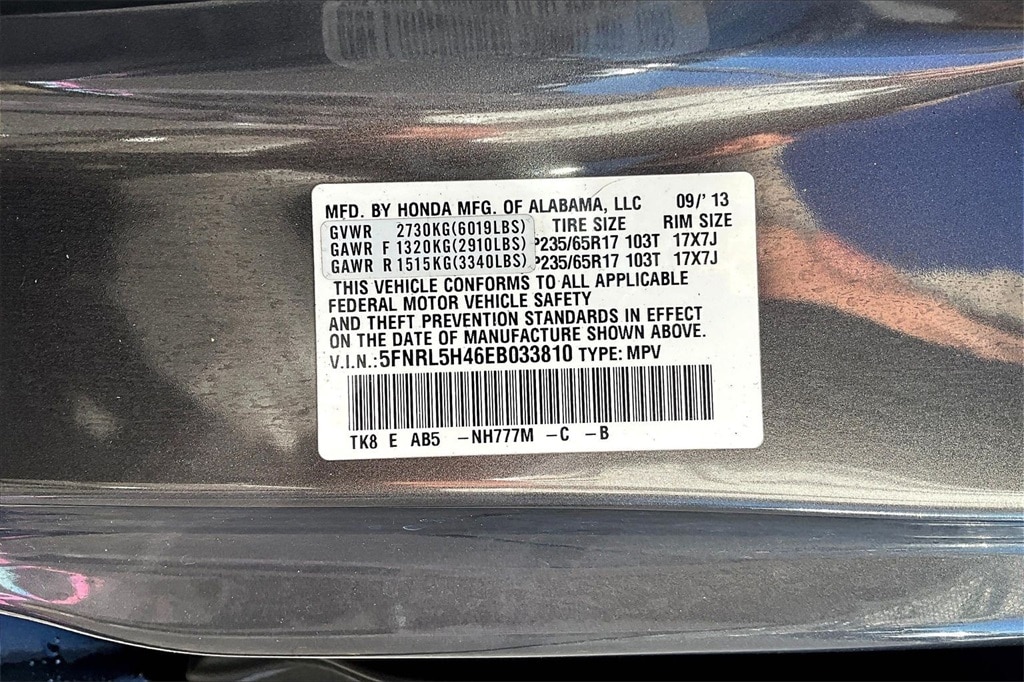 MFD. BY HONDA MFG. OF ALABAMA, LLC 09/'13
GVWR 2730KG(6019LBS) TIRE SIZE RIM SIZE
GAWR F 1320KG(2910LBS) P235/65R17 103T 17X7J
GAWR R 1515KG(3340LBS) P235/65R17 103T 17X7J
THIS VEHICLE CONFORMS TO ALL APPLICABLE
FEDERAL MOTOR VEHICLE SAFETY
AND THEFT PREVENTION STANDARDS IN EFFECT
ON THE DATE OF MANUFACTURE SHOWN ABOVE.
V.I.N.: 5FNRL5H46EB033810 TYPE: MPV
TK8 E AB5 -NH777M -C -B